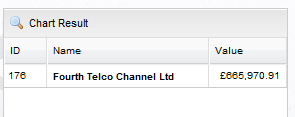 Chart Result
ID Name Value
176 Fourth Telco Channel Ltd £665,970.91